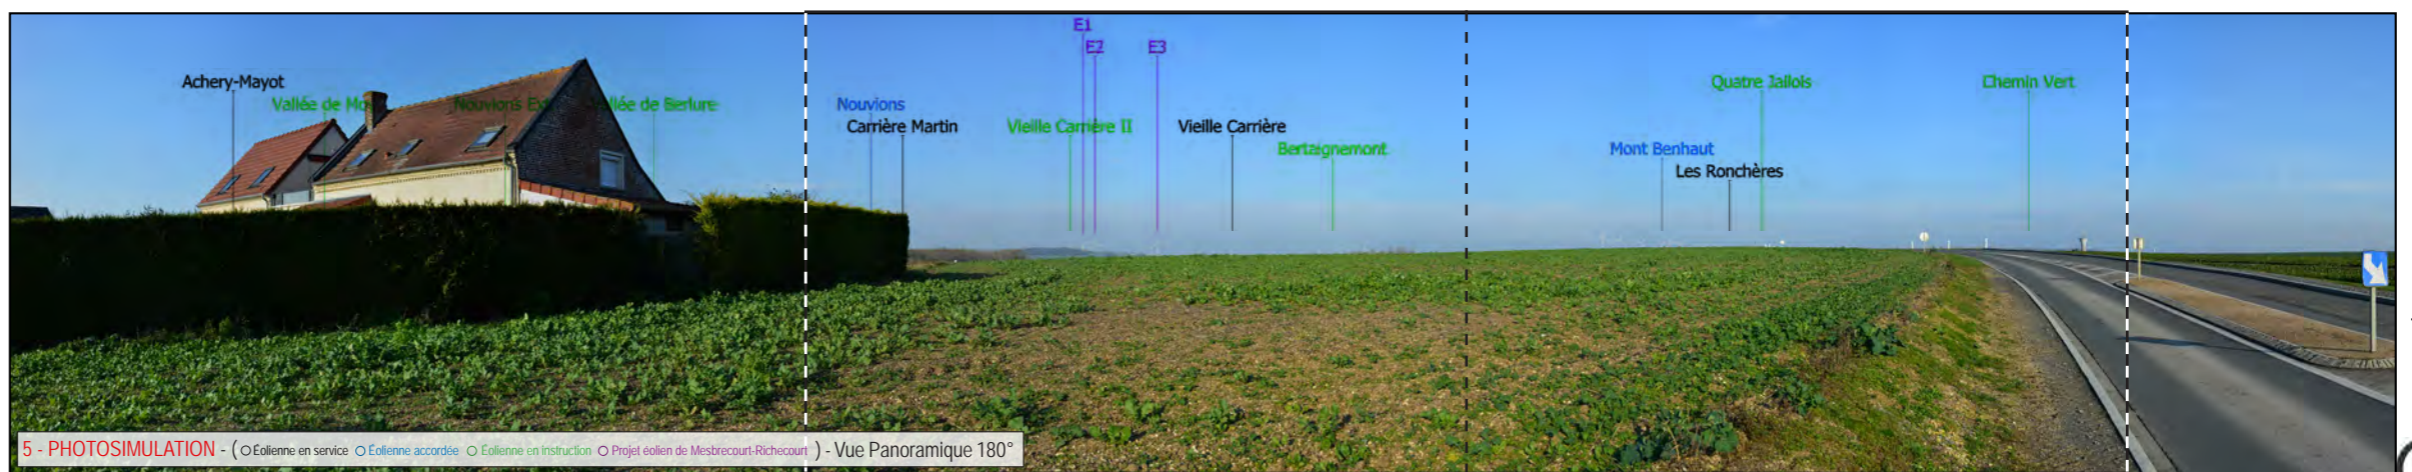 E1
E2
E3
Achery-Mayot
Quatre Jallois
Chemin Vert
Vallée de
Nouvions
de Berlure
Nouvions
Carrière Martin
Vieille Carrière II
Vieille Carrière
Bertaignemont
Mont Benhaut
Les Ronchères
5 - PHOTOSIMULATION - ( Éolienne en service Éolienne accordée Éolienne en instruction Projet éolien de Mesbrecourt-Richecourt ) - Vue Panoramique 180°